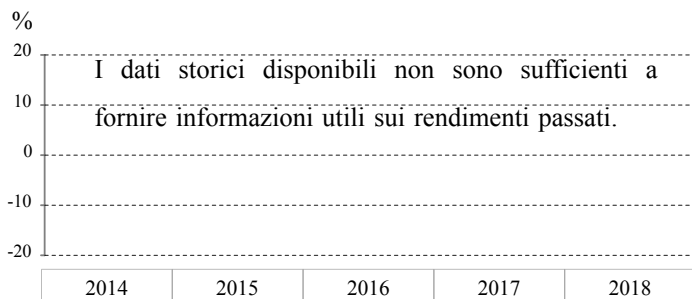 %
20
I dati storici disponibili non sono sufficienti a
10
fornire informazioni utili sui rendimenti passati.
0
-10
-20
2014 2015 2016 2017 2018